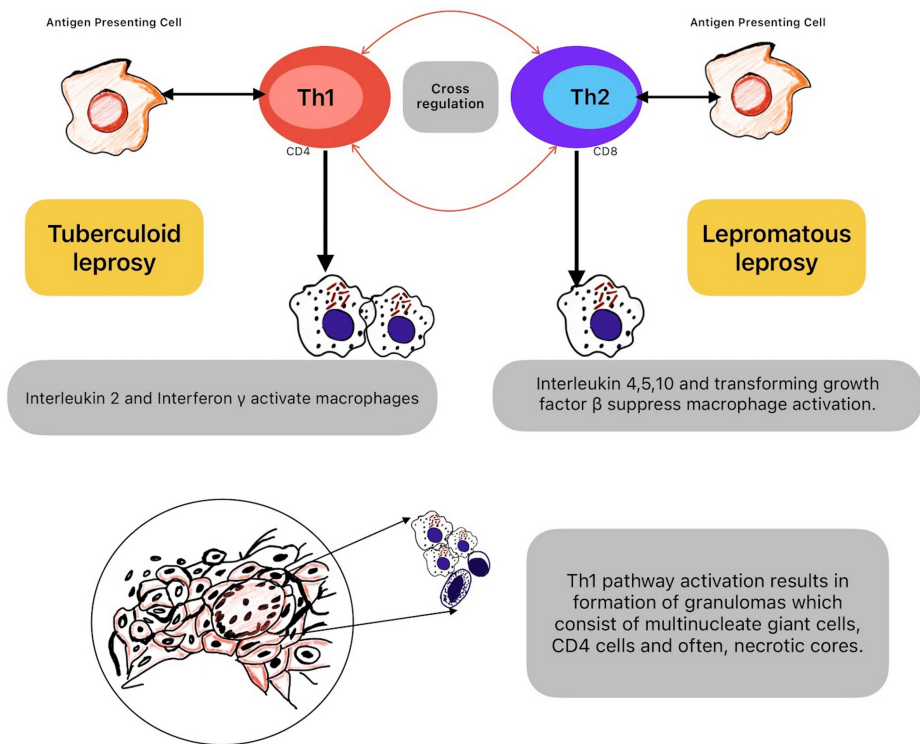 Antigen Presenting Cell
Antigen Presenting Cell
Th1
Cross
regulation
Th2
CD4
CD8
Tuberculoid
leprosy
Lepromatous
leprosy
Interleukin 2 and Interferon γ activate macrophages
Interleukin 4,5,10 and transforming growth
factor β suppress macrophage activation.
Th1 pathway activation results in
formation of granulomas which
consist of multinucleate giant cells,
CD4 cells and often, necrotic cores.